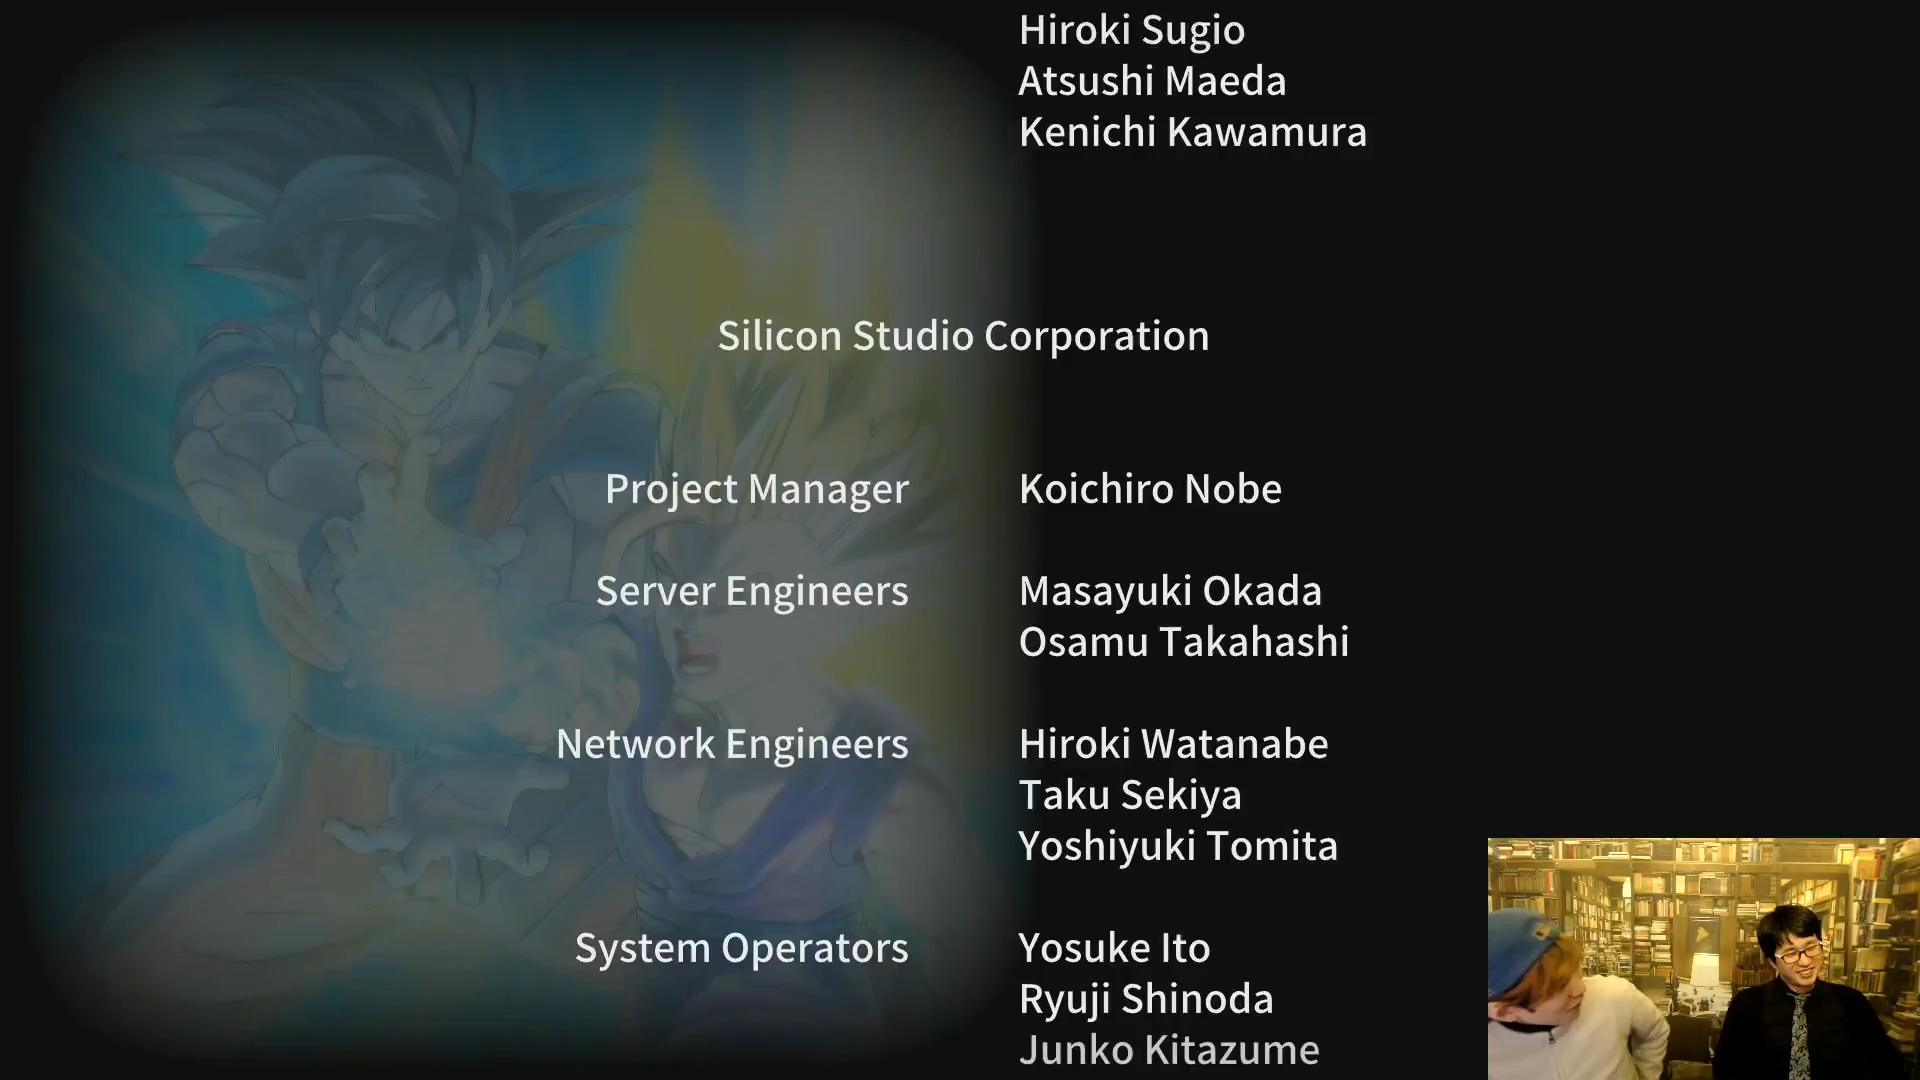 Hiroki Sugio
Atsushi Maeda
Kenichi Kawamura
Silicon Studio Corporation
Project Manager Koichiro Nobe
Server Engineers Masayuki Okada
Osamu Takahashi
Network Engineers Hiroki Watanabe
Taku Sekiya
Yoshiyuki Tomita
System Operators Yosuke Ito
Ryuji Shinoda
Junko Kitazume